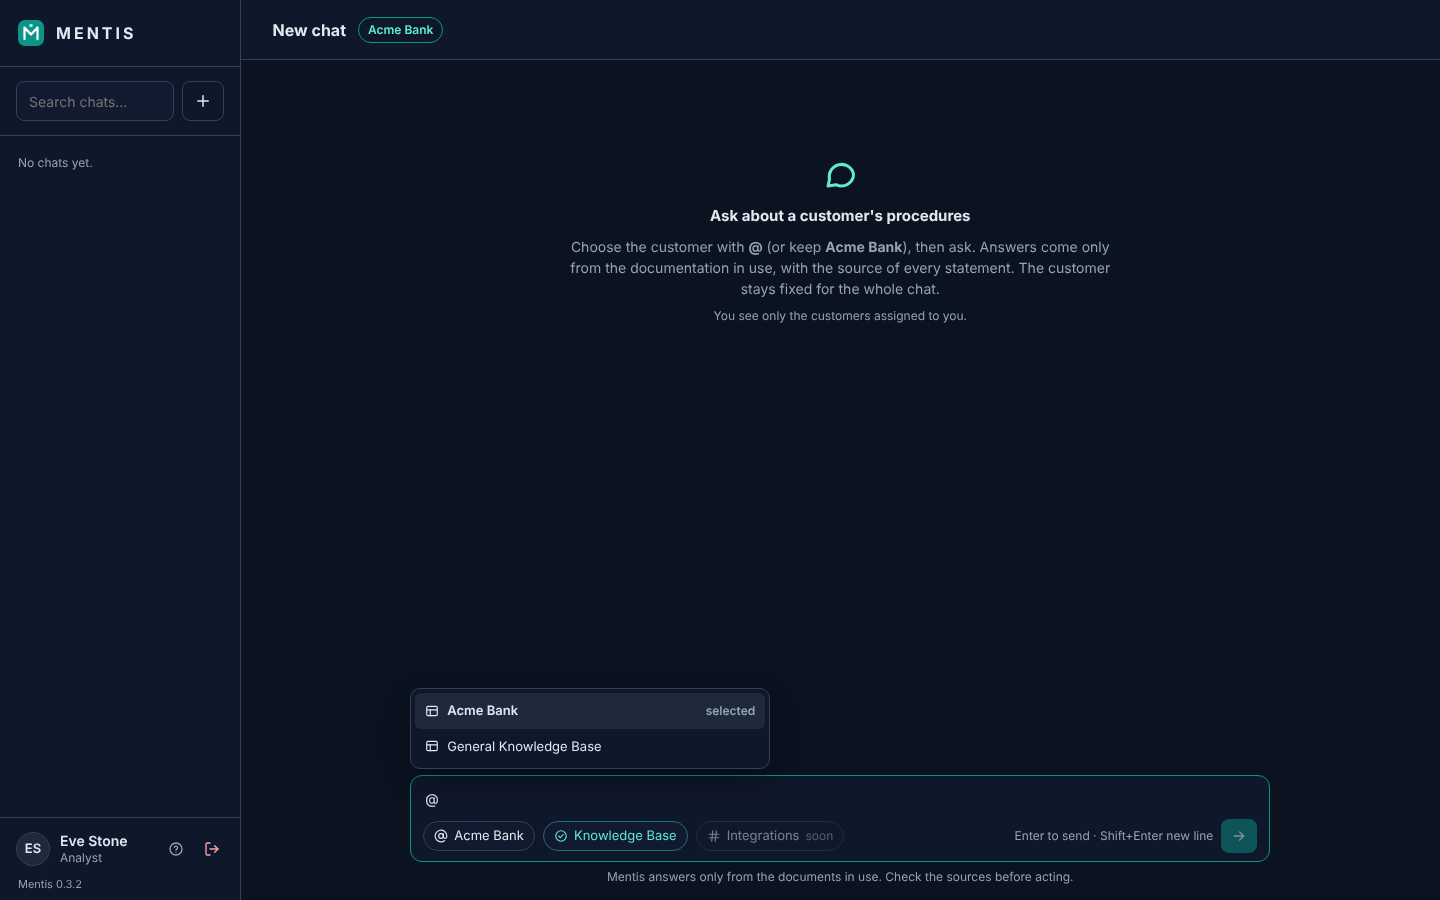 MENTIS
Search chats...
No chats yet.
New chat
Acme Bank
Ask about a customer's procedures
Choose the customer with @ (or keep Acme Bank), then ask. Answers come only
from the documentation in use, with the source of every statement. The customer
stays fixed for the whole chat.
You see only the customers assigned to you.
Acme Bank selected
General Knowledge Base
@
@ Acme Bank
Knowledge Base
# Integrations soon
Enter to send · Shift+Enter new line
Mentis answers only from the documents in use. Check the sources before acting.
ES
Eve Stone
Analyst
Mentis 0.3.2